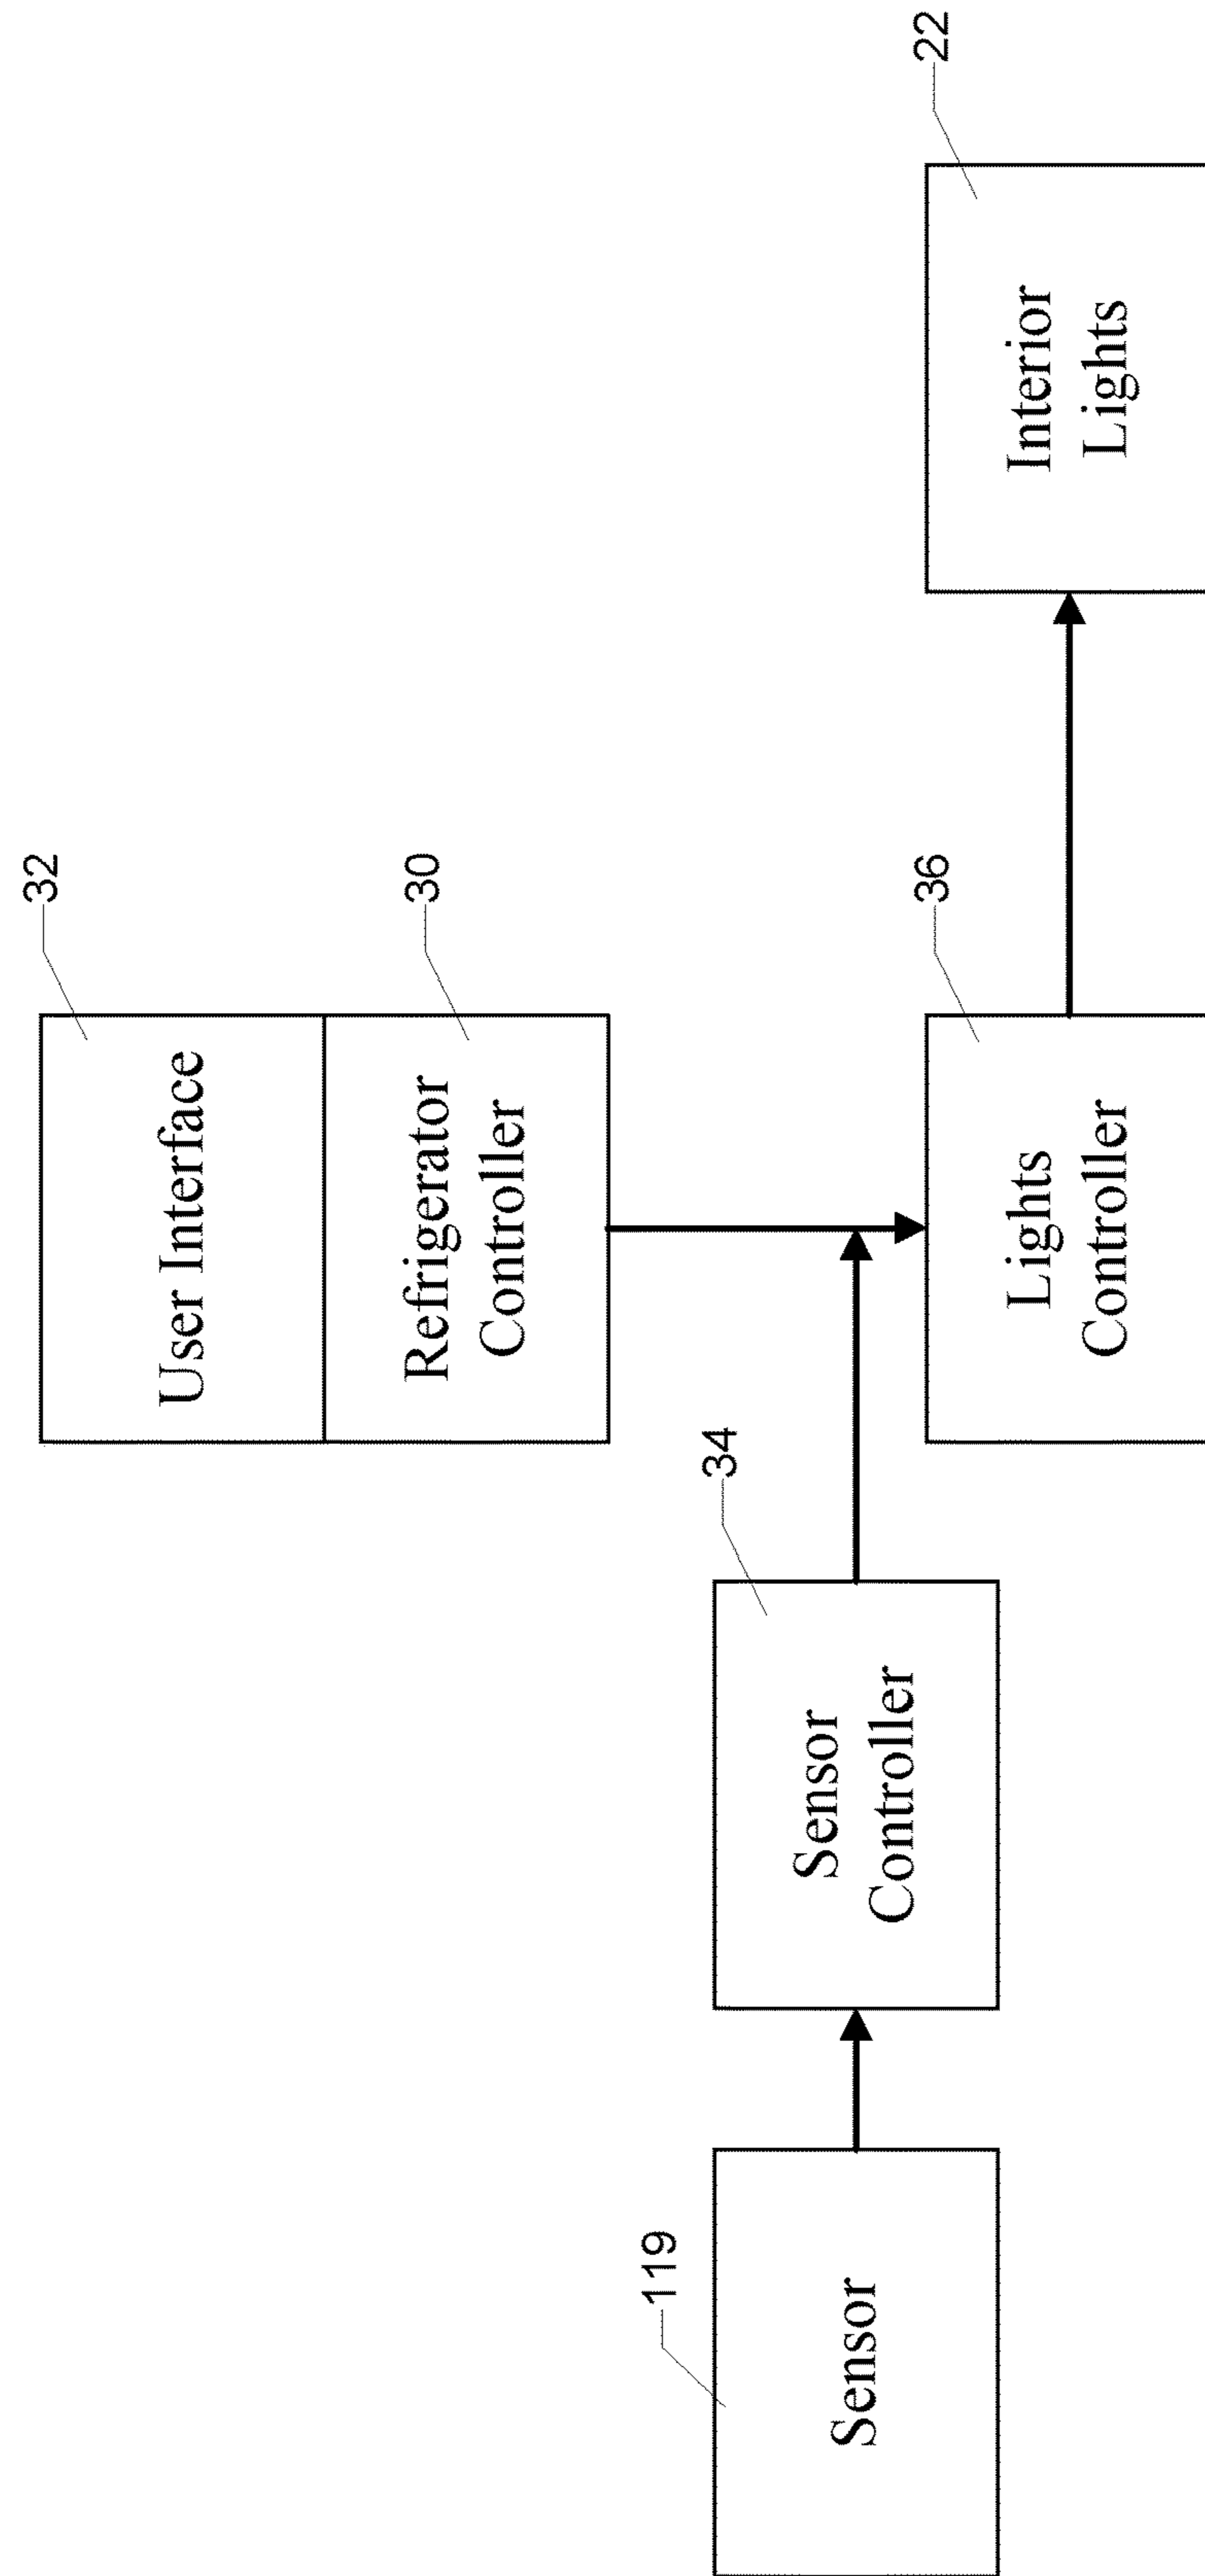 32
User Interface
30
Refrigerator
Controller
119
Sensor
34
Sensor
Controller
36
Lights
Controller
22
Interior
Lights